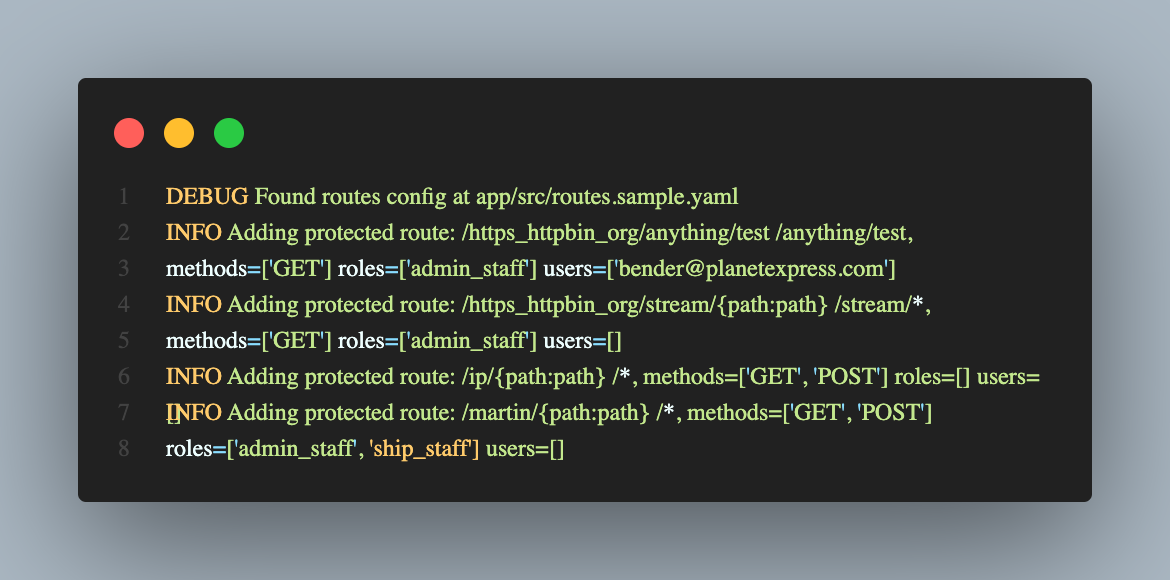 1 DEBUG Found routes config at app/src/routes.sample.yaml
2 INFO Adding protected route: /https_httpbin_org/anything/test /anything/test,
3 methods=['GET'] roles=['admin_staff'] users=['bender@planetexpress.com']
4 INFO Adding protected route: /https_httpbin_org/stream/{path:path} /stream/*,
5 methods=['GET'] roles=['admin_staff'] users=[]
6 INFO Adding protected route: /ip/{path:path} /*, methods=['GET', 'POST'] roles=[] users=
[]
7 INFO Adding protected route: /martin/{path:path} /*, methods=['GET', 'POST']
8 roles=['admin_staff', 'ship_staff'] users=[]